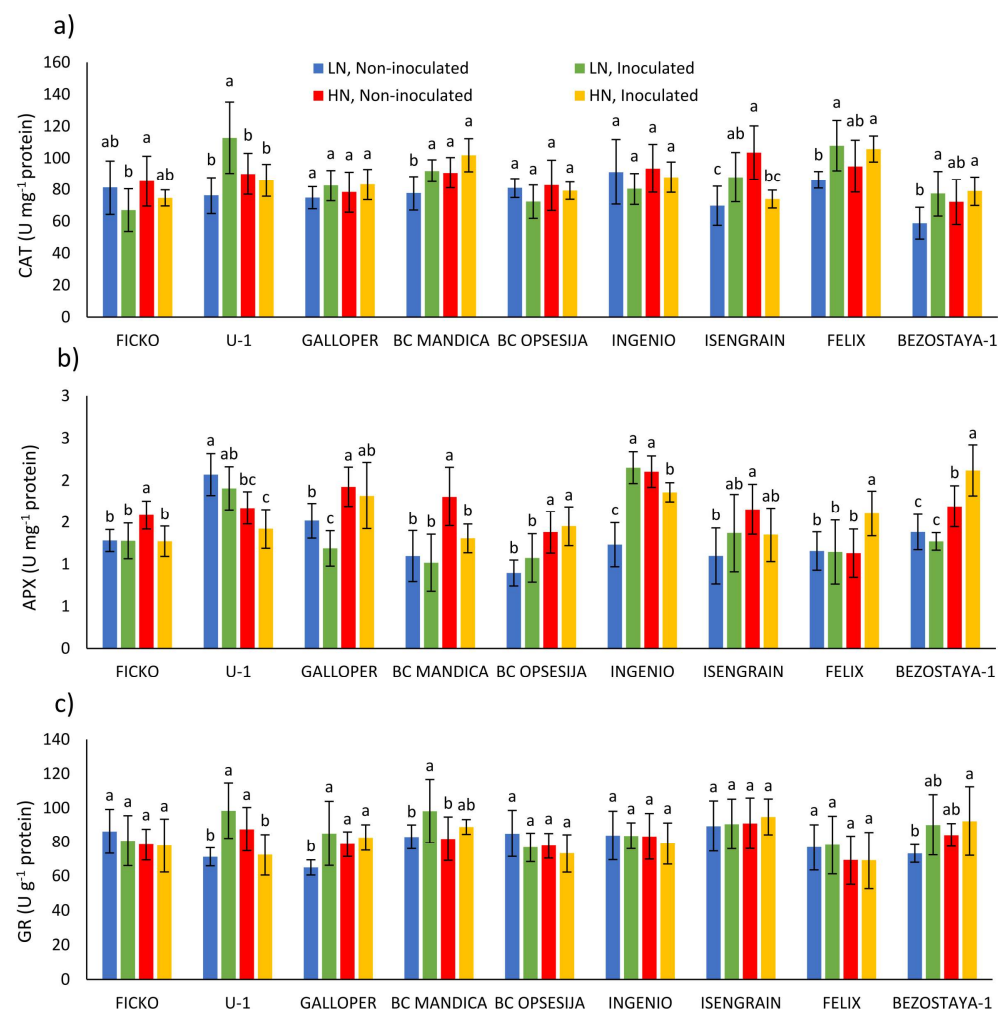 a)
CAT (U mg⁻¹ protein)
160
140
120
100
80
60
40
20
0
LN, Non-inoculated
LN, Inoculated
HN, Non-inoculated
HN, Inoculated
ab b a ab
b a b b
a a a a
b a a a
a a a a
a a a a
c ab a bc
b a ab a
b a ab a
FICKO U-1 GALLOPER BC MANDICA BC OPSESIJA INGENIO ISENGRAIN FELIX BEZOSTAYA-1
b)
APX (U mg⁻¹ protein)
3
3
2
2
1
1
0
b b a b
a ab bc c
b c a ab
b b a b
b b a a
c a a b
b ab a ab
b b b a
c c b a
FICKO U-1 GALLOPER BC MANDICA BC OPSESIJA INGENIO ISENGRAIN FELIX BEZOSTAYA-1
c)
GR (U g⁻¹ protein)
140
120
100
80
60
40
20
0
a a a a
b a a b
b a a a
b a b ab
a a a a
a a a a
a a a a
a a a a
b ab ab a
FICKO U-1 GALLOPER BC MANDICA BC OPSESIJA INGENIO ISENGRAIN FELIX BEZOSTAYA-1